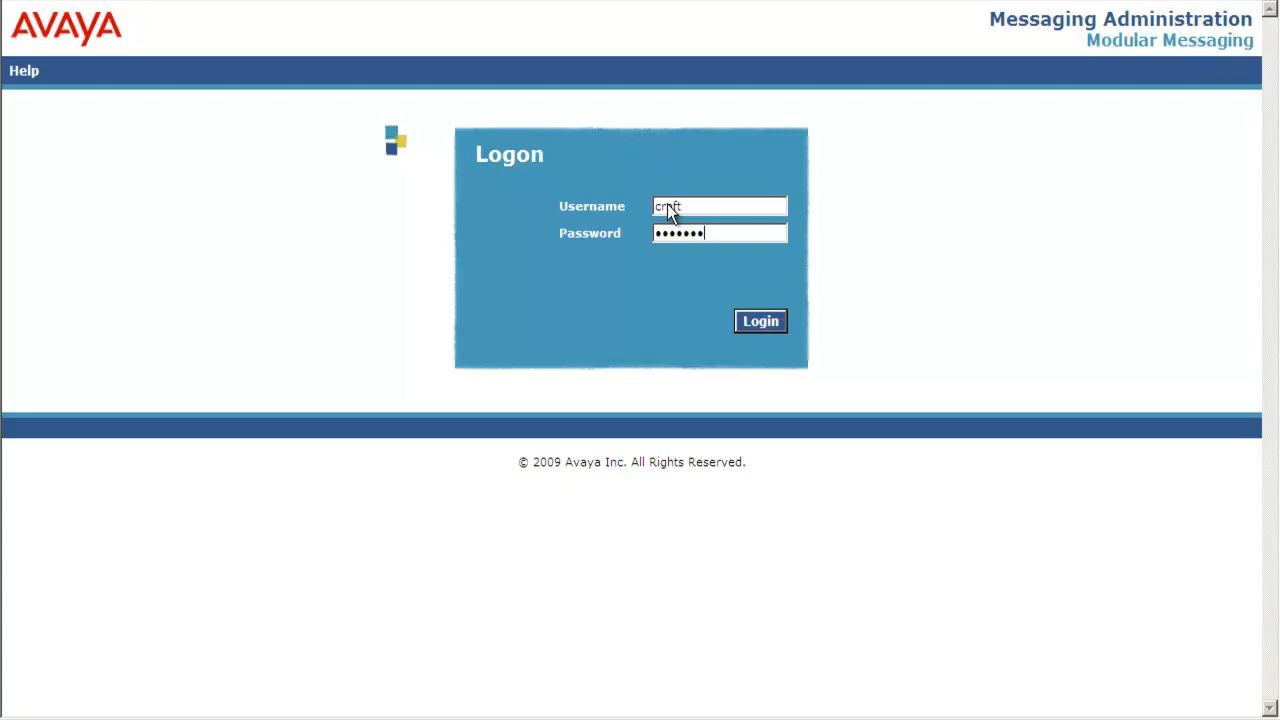 AVAYA
Messaging Administration
Modular Messaging
Help
Logon
Username
Password
Login
© 2009 Avaya Inc. All Rights Reserved.